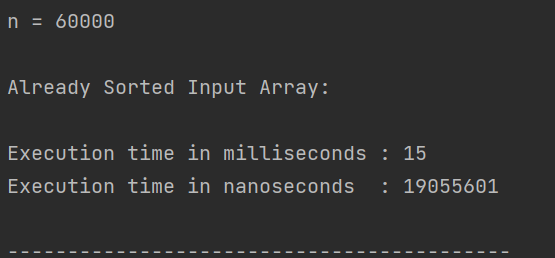 n = 60000
Already Sorted Input Array:
Execution time in milliseconds : 15
Execution time in nanoseconds  : 19055601
------------------------------------------